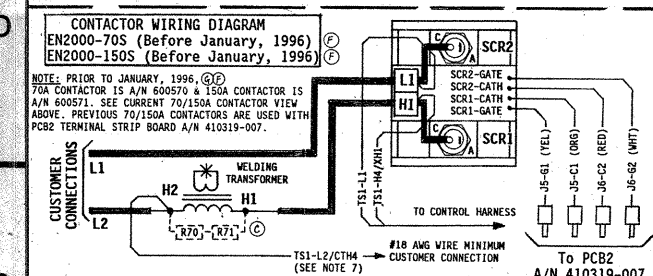 CONTACTOR WIRING DIAGRAM
EN2000-70S (Before January, 1996) F
EN2000-150S (Before January, 1996) F
NOTE: PRIOR TO JANUARY, 1996, G F
70A CONTACTOR IS A/N 600570 & 150A CONTACTOR IS
A/N 600571. SEE CURRENT 70/150A CONTACTOR VIEW
ABOVE. PREVIOUS 70/150A CONTACTORS ARE USED WITH
PCB2 TERMINAL STRIP BOARD A/N 410319-007.
C
A
SCR2
L1
H1
SCR2-GATE
SCR2-CATH
SCR1-CATH
SCR1-GATE
C
A
SCR1
TS1-L1
TS1-H4/XH1
J5-G1 (YEL)
J5-C1 (ORG)
J6-C2 (RED)
J6-G2 (WHT)
CUSTOMER
CONNECTIONS
L1
L2
WELDING
TRANSFORMER
H2
H1
R70
R71
C
TO CONTROL HARNESS
TS1-L2/CTH4
(SEE NOTE 7)
#18 AWG WIRE MINIMUM
CUSTOMER CONNECTION
To PCB2
A/N 410319-007